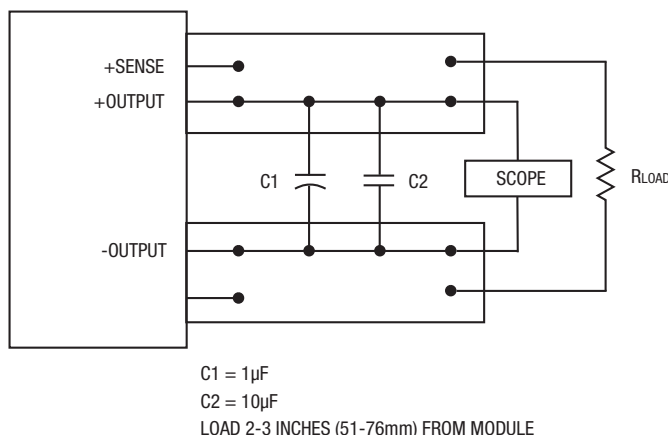 +SENSE
+OUTPUT
C1
C2
SCOPE
RLOAD
-OUTPUT
C1 = 1µF
C2 = 10µF
LOAD 2-3 INCHES (51-76mm) FROM MODULE